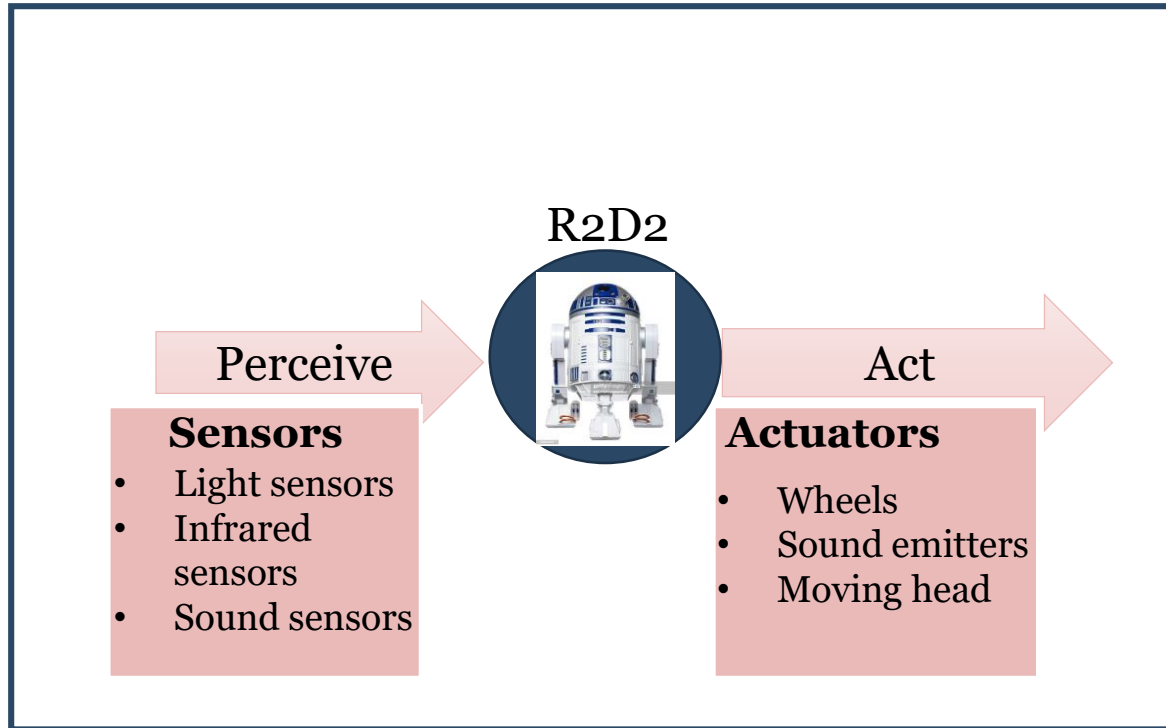 R2D2
Perceive
Act
Sensors
• Light sensors
• Infrared
sensors
• Sound sensors
Actuators
• Wheels
• Sound emitters
• Moving head